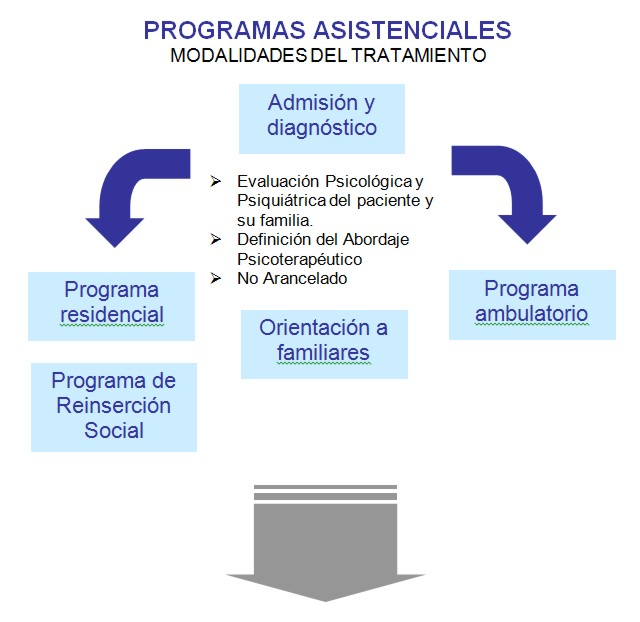 PROGRAMAS ASISTENCIALES
MODALIDADES DEL TRATAMIENTO
Admisión y
diagnóstico
➢ Evaluación Psicológica y
Psiquiátrica del paciente y
su familia.
➢ Definición del Abordaje
Psicoterapéutico
➢ No Arancelado
Programa
residencial
Programa
ambulatorio
Orientación a
familiares
Programa de
Reinserción
Social